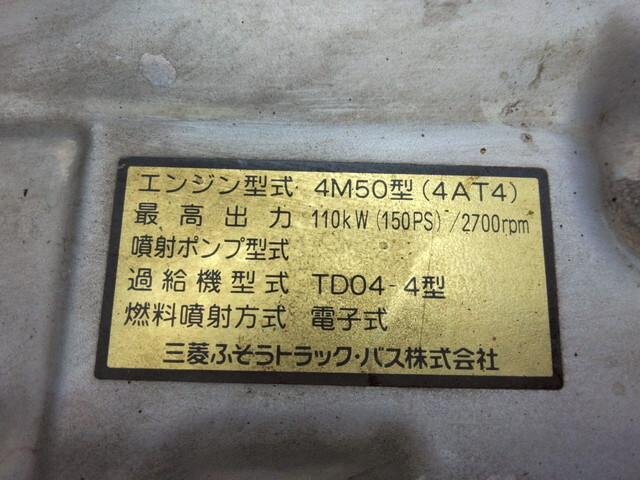 エンジン型式 4M50型(4AT4)
最高出力 110kW(150PS)/2700rpm
噴射ポンプ型式
過給機型式 TD04-4型
燃料噴射方式 電子式
三菱ふそうトラック・バス株式会社